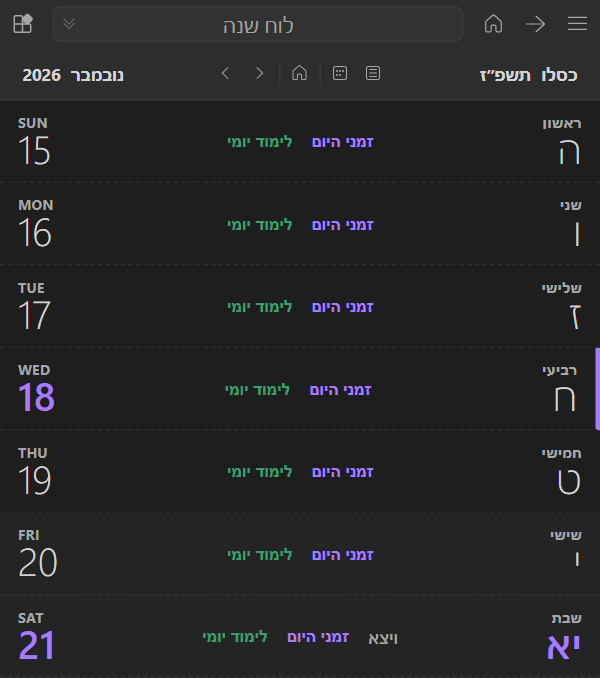 לוח שנה
כסלו תשפ״ז
נובמבר 2026
ראשון
ה
זמני היום לימוד יומי
SUN
15
שני
ו
זמני היום לימוד יומי
MON
16
שלישי
ז
זמני היום לימוד יומי
TUE
17
רביעי
ח
זמני היום לימוד יומי
WED
18
חמישי
ט
זמני היום לימוד יומי
THU
19
שישי
י
זמני היום לימוד יומי
FRI
20
שבת
יא
ויצא זמני היום לימוד יומי
SAT
21